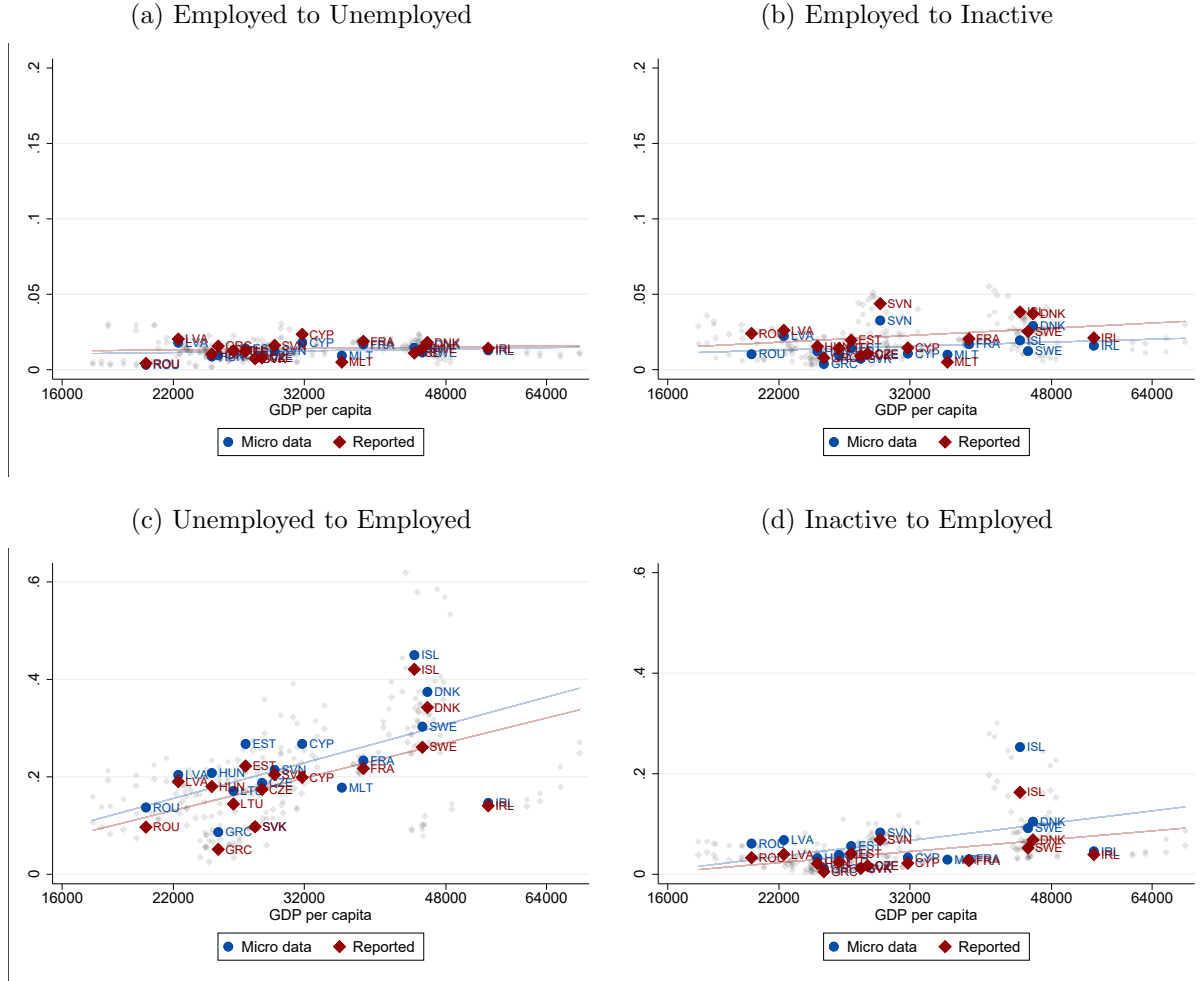 (a) Employed to Unemployed
(b) Employed to Inactive
.2
.15
.1
.05
0
ROU
LVA
CYP
CYP
FRA
MLT
MLT
DNK
IRL
16000
22000
32000
48000
64000
GDP per capita
Micro data
Reported
.2
.15
.1
.05
0
ROU
LVA
LVA
EST
GRC
SVN
SVN
CYP
CYP
FRA
FRA
MLT
MLT
ISL
ISL
DNK
DNK
SWE
SWE
IRL
IRL
16000
22000
32000
48000
64000
GDP per capita
Micro data
Reported
(c) Unemployed to Employed
(d) Inactive to Employed
.6
.4
.2
0
ROU
ROU
LVA
LVA
HUN
HUN
GRC
GRC
EST
EST
LTU
LTU
SVN
SVN
CZE
CZE
SVK
CYP
CYP
MLT
FRA
FRA
ISL
ISL
DNK
DNK
SWE
SWE
IRL
IRL
16000
22000
32000
48000
64000
GDP per capita
Micro data
Reported
.6
.4
.2
0
ROU
ROU
LVA
LVA
EST
EST
GRC
SVN
SVN
CYP
CYP
FRA
ISL
ISL
DNK
DNK
SWE
SWE
IRL
IRL
16000
22000
32000
48000
64000
GDP per capita
Micro data
Reported